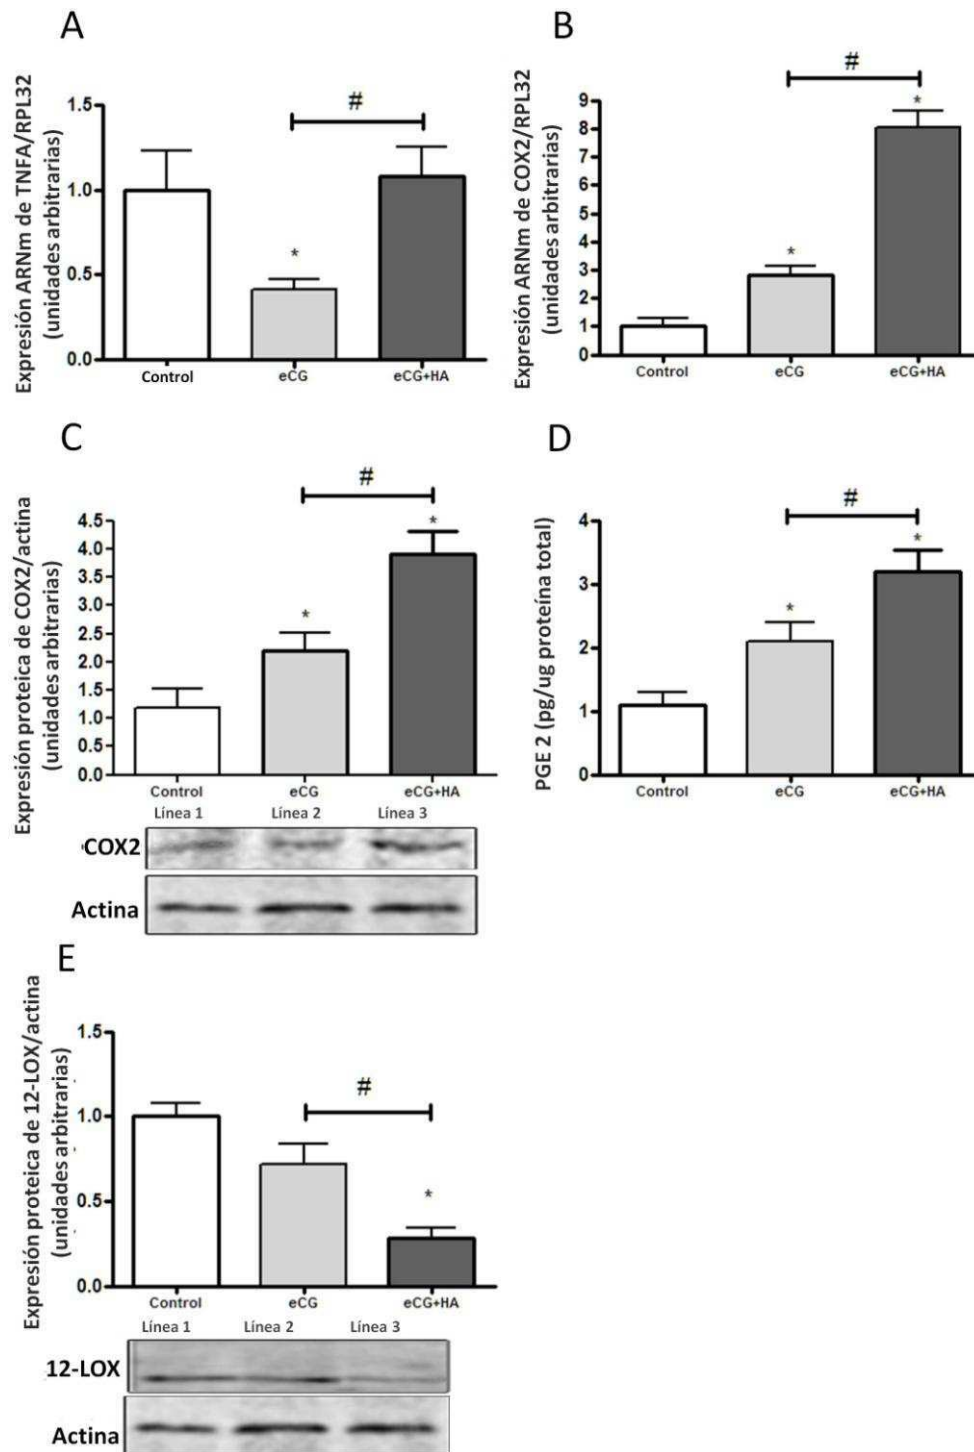 A
Expresión ARNm de TNFA/RPL32
(unidades arbitrarias)
1.5
1.0
0.5
0.0
#
*
Control
eCG
eCG+HA
B
Expresión ARNm de COX2/RPL32
(unidades arbitrarias)
9
8
7
6
5
4
3
2
1
0
#
*
*
Control
eCG
eCG+HA
C
Expresión proteica de COX2/actina
(unidades arbitrarias)
4.5
4.0
3.5
3.0
2.5
2.0
1.5
1.0
0.5
0.0
#
*
*
Control
eCG
eCG+HA
Línea 1
Línea 2
Línea 3
COX2
Actina
D
PGE 2 (pg/ug proteína total)
4
3
2
1
0
#
*
*
Control
eCG
eCG+HA
E
Expresión proteica de 12-LOX/actina
(unidades arbitrarias)
1.5
1.0
0.5
0.0
#
*
Control
eCG
eCG+HA
Línea 1
Línea 2
Línea 3
12-LOX
Actina